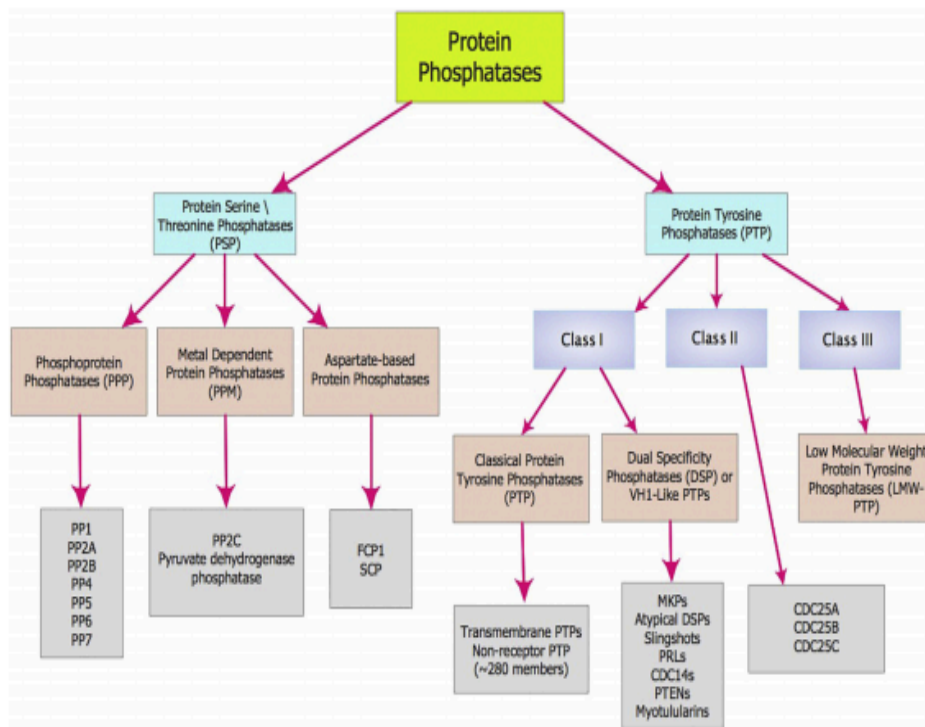 Protein
Phosphatases
Protein Serine \
Threonine Phosphatases
(PSP)
Protein Tyrosine
Phosphatases (PTP)
Phosphoprotein
Phosphatases (PPP)
Metal Dependent
Protein Phosphatases
(PPM)
Aspartate-based
Protein Phosphatases
Class I
Class II
Class III
Classical Protein
Tyrosine Phosphatases
(PTP)
Dual Specificity
Phosphatases (DSP) or
VH1-Like PTPs
Low Molecular Weight
Protein Tyrosine
Phosphatases (LMW-
PTP)
PP1
PP2A
PP2B
PP4
PP5
PP6
PP7
PP2C
Pyruvate dehydrogenase
phosphatase
FCP1
SCP
Transmembrane PTPs
Non-receptor PTP
(~280 members)
MKPs
Atypical DSPs
Slingshots
PRLs
CDC14s
PTENs
Myotulularins
CDC25A
CDC25B
CDC25C